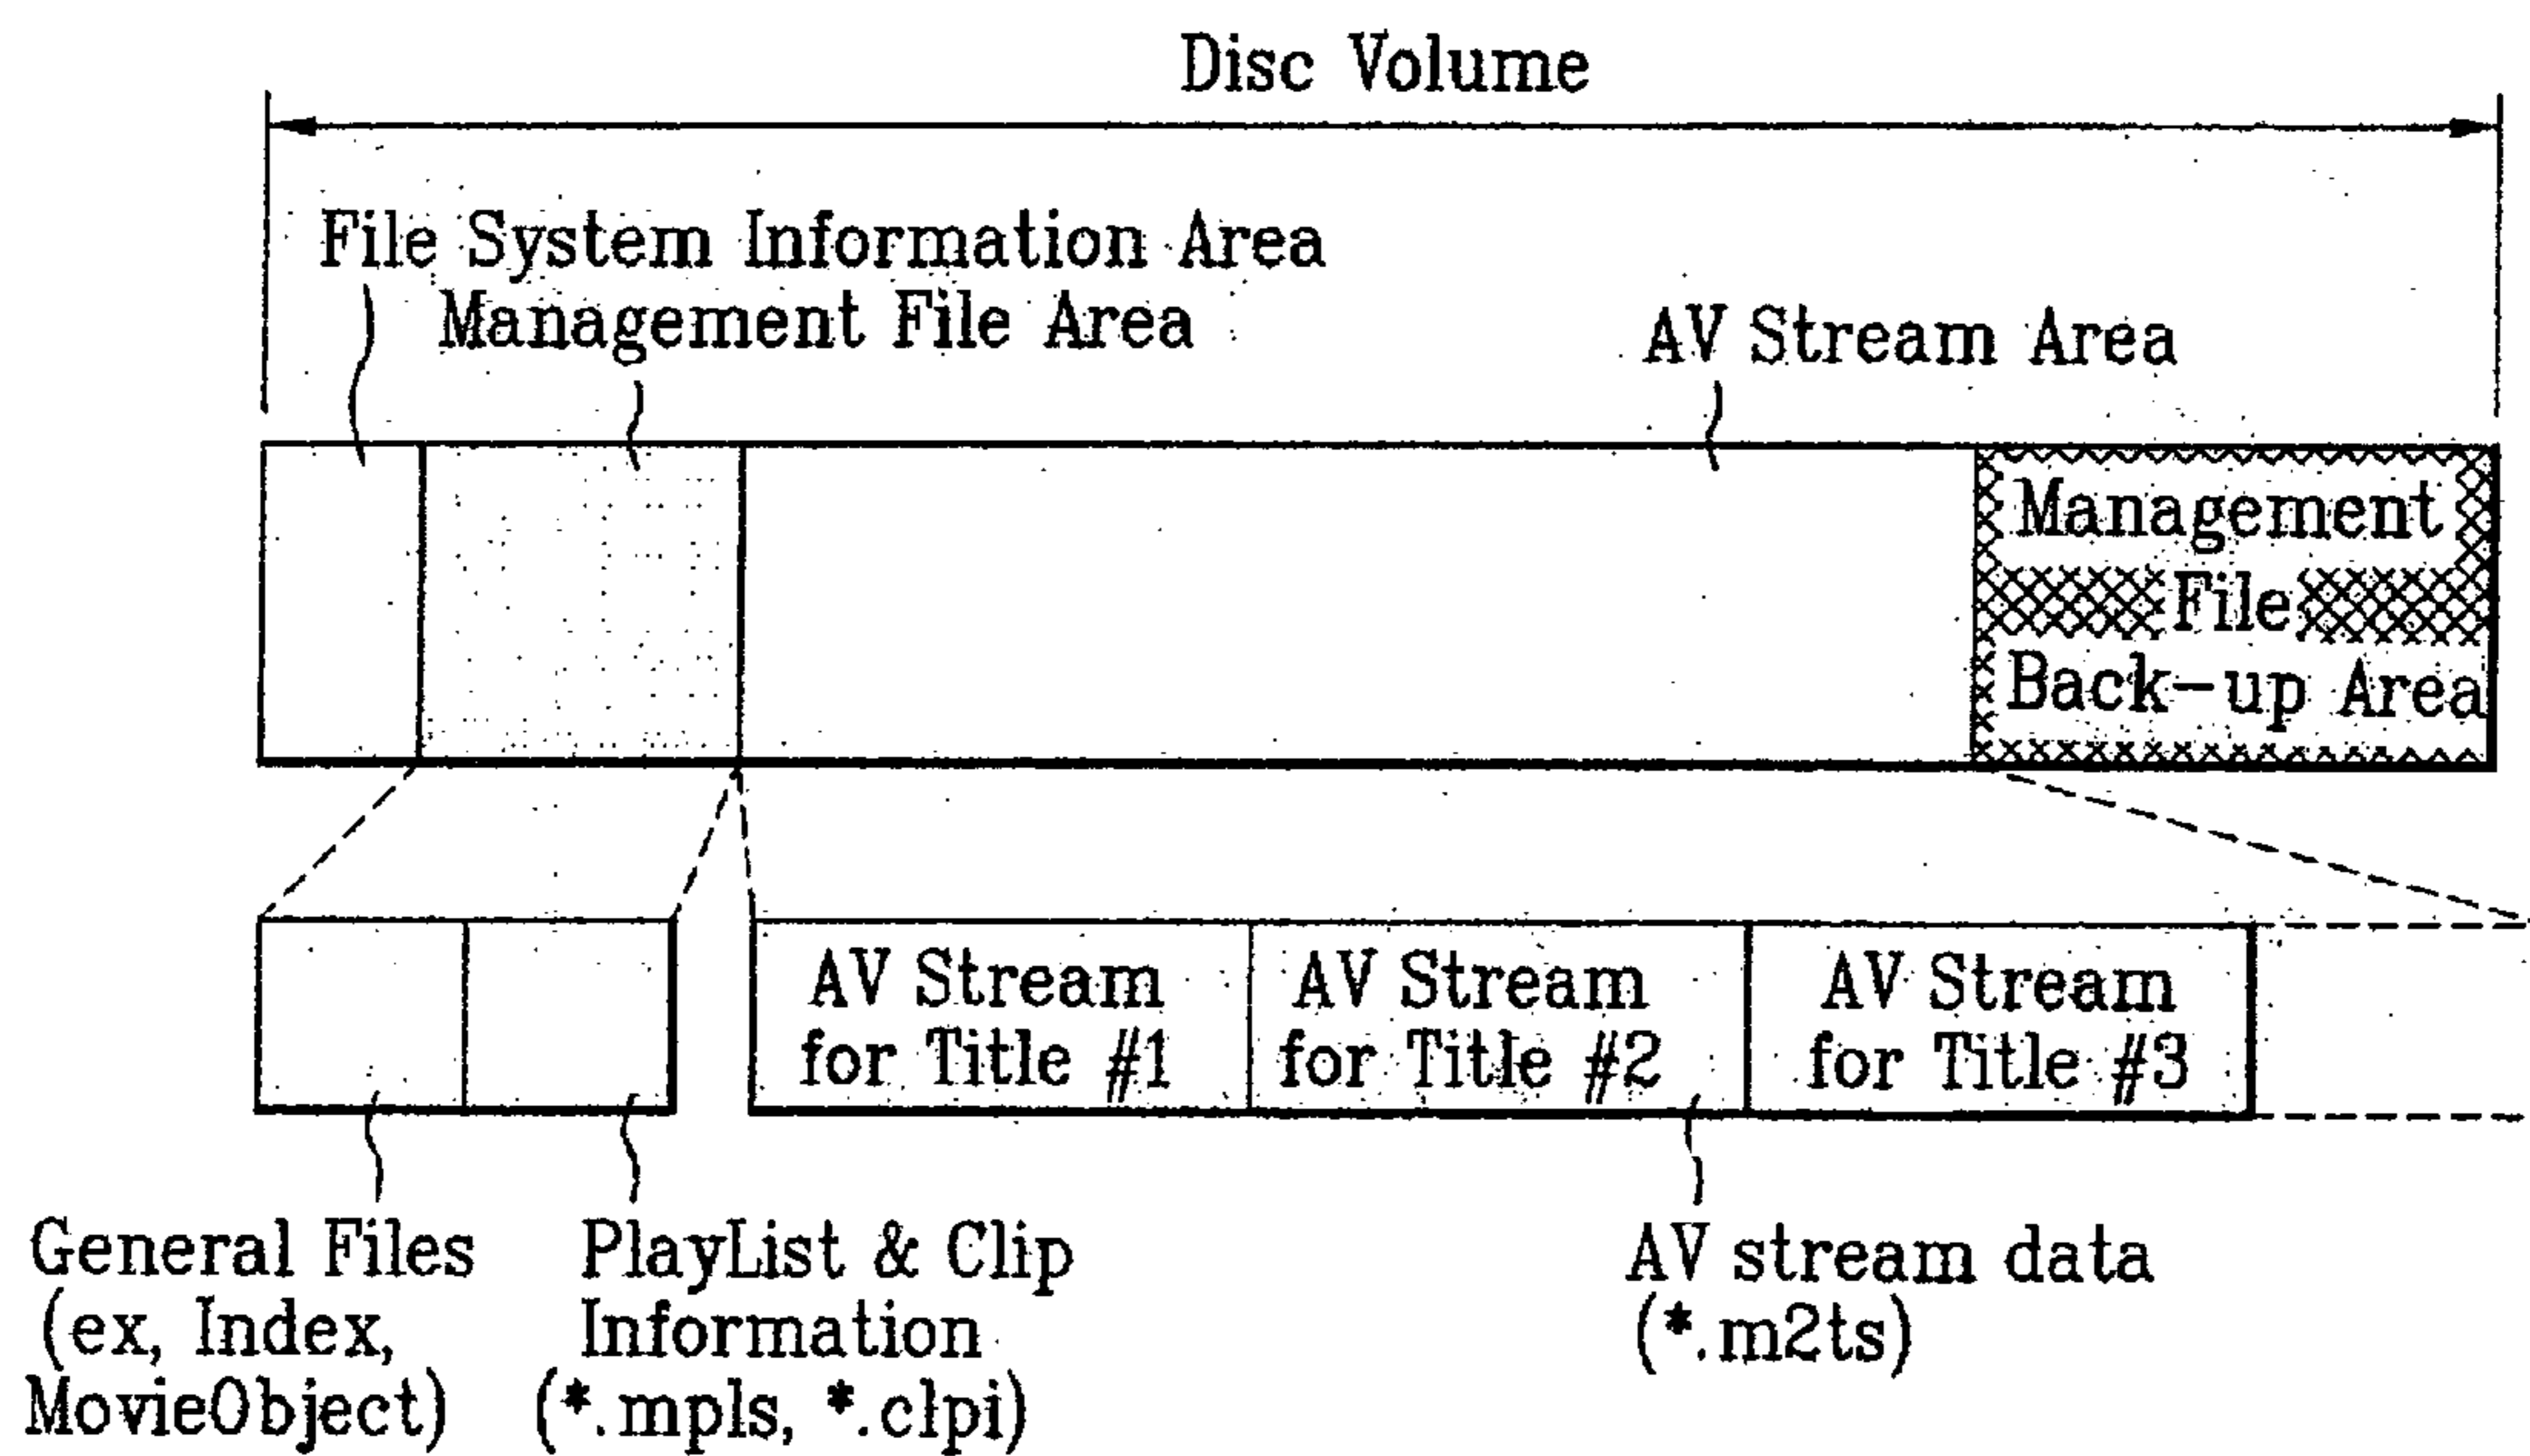 Disc Volume
File System Information Area
Management File Area
AV Stream Area
Management
File
Back-up Area
AV Stream
for Title #1
AV Stream
for Title #2
AV Stream
for Title #3
General Files
(ex, Index,
MovieObject)
PlayList & Clip
Information
(*.mpls, *.clpi)
AV stream data
(*.m2ts)